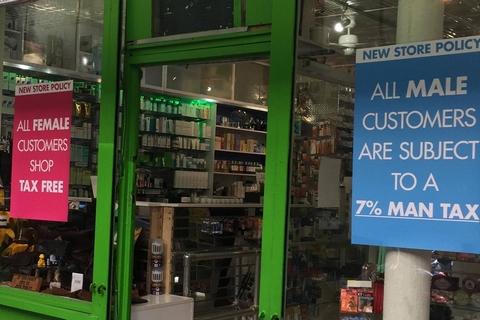 NEW STORE POLICY
ALL FEMALE
CUSTOMERS
SHOP
TAX FREE
NEW STORE POLICY
ALL MALE
CUSTOMERS
ARE SUBJECT
TO A
7% MAN TAX